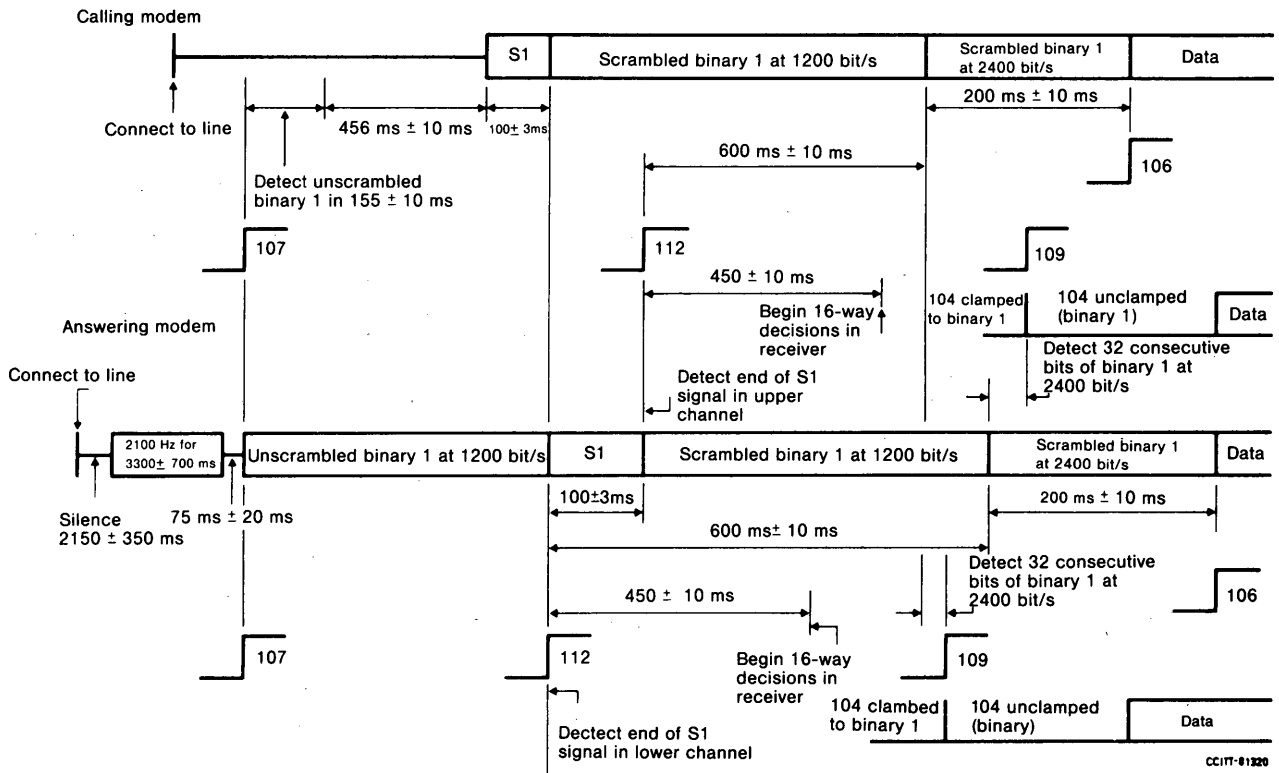 Calling modem
S1
Scrambled binary 1 at 1200 bit/s
Scrambled binary 1
at 2400 bit/s
Data
Connect to line
456 ms ± 10 ms
100± 3ms
200 ms ± 10 ms
Detect unscrambled
binary 1 in 155 ± 10 ms
600 ms ± 10 ms
106
107
112
109
450 ± 10 ms
Begin 16-way
decisions in
receiver
104 clamped
to binary 1
104 unclamped
(binary 1)
Data
Answering modem
Detect 32 consecutive
bits of binary 1 at
2400 bit/s
Connect to line
Detect end of S1
signal in upper
channel
2100 Hz for
3300± 700 ms
Unscrambled binary 1 at 1200 bit/s
S1
Scrambled binary 1 at 1200 bit/s
Scrambled binary 1
at 2400 bit/s
Data
Silence
2150 ± 350 ms
75 ms ± 20 ms
100±3ms
200 ms ± 10 ms
600 ms± 10 ms
Detect 32 consecutive
bits of binary 1 at
2400 bit/s
450 ± 10 ms
106
107
112
Begin 16-way
decisions in
receiver
109
Dectect end of S1
signal in lower channel
104 clambed
to binary 1
104 unclamped
(binary)
Data
CCITT-81320